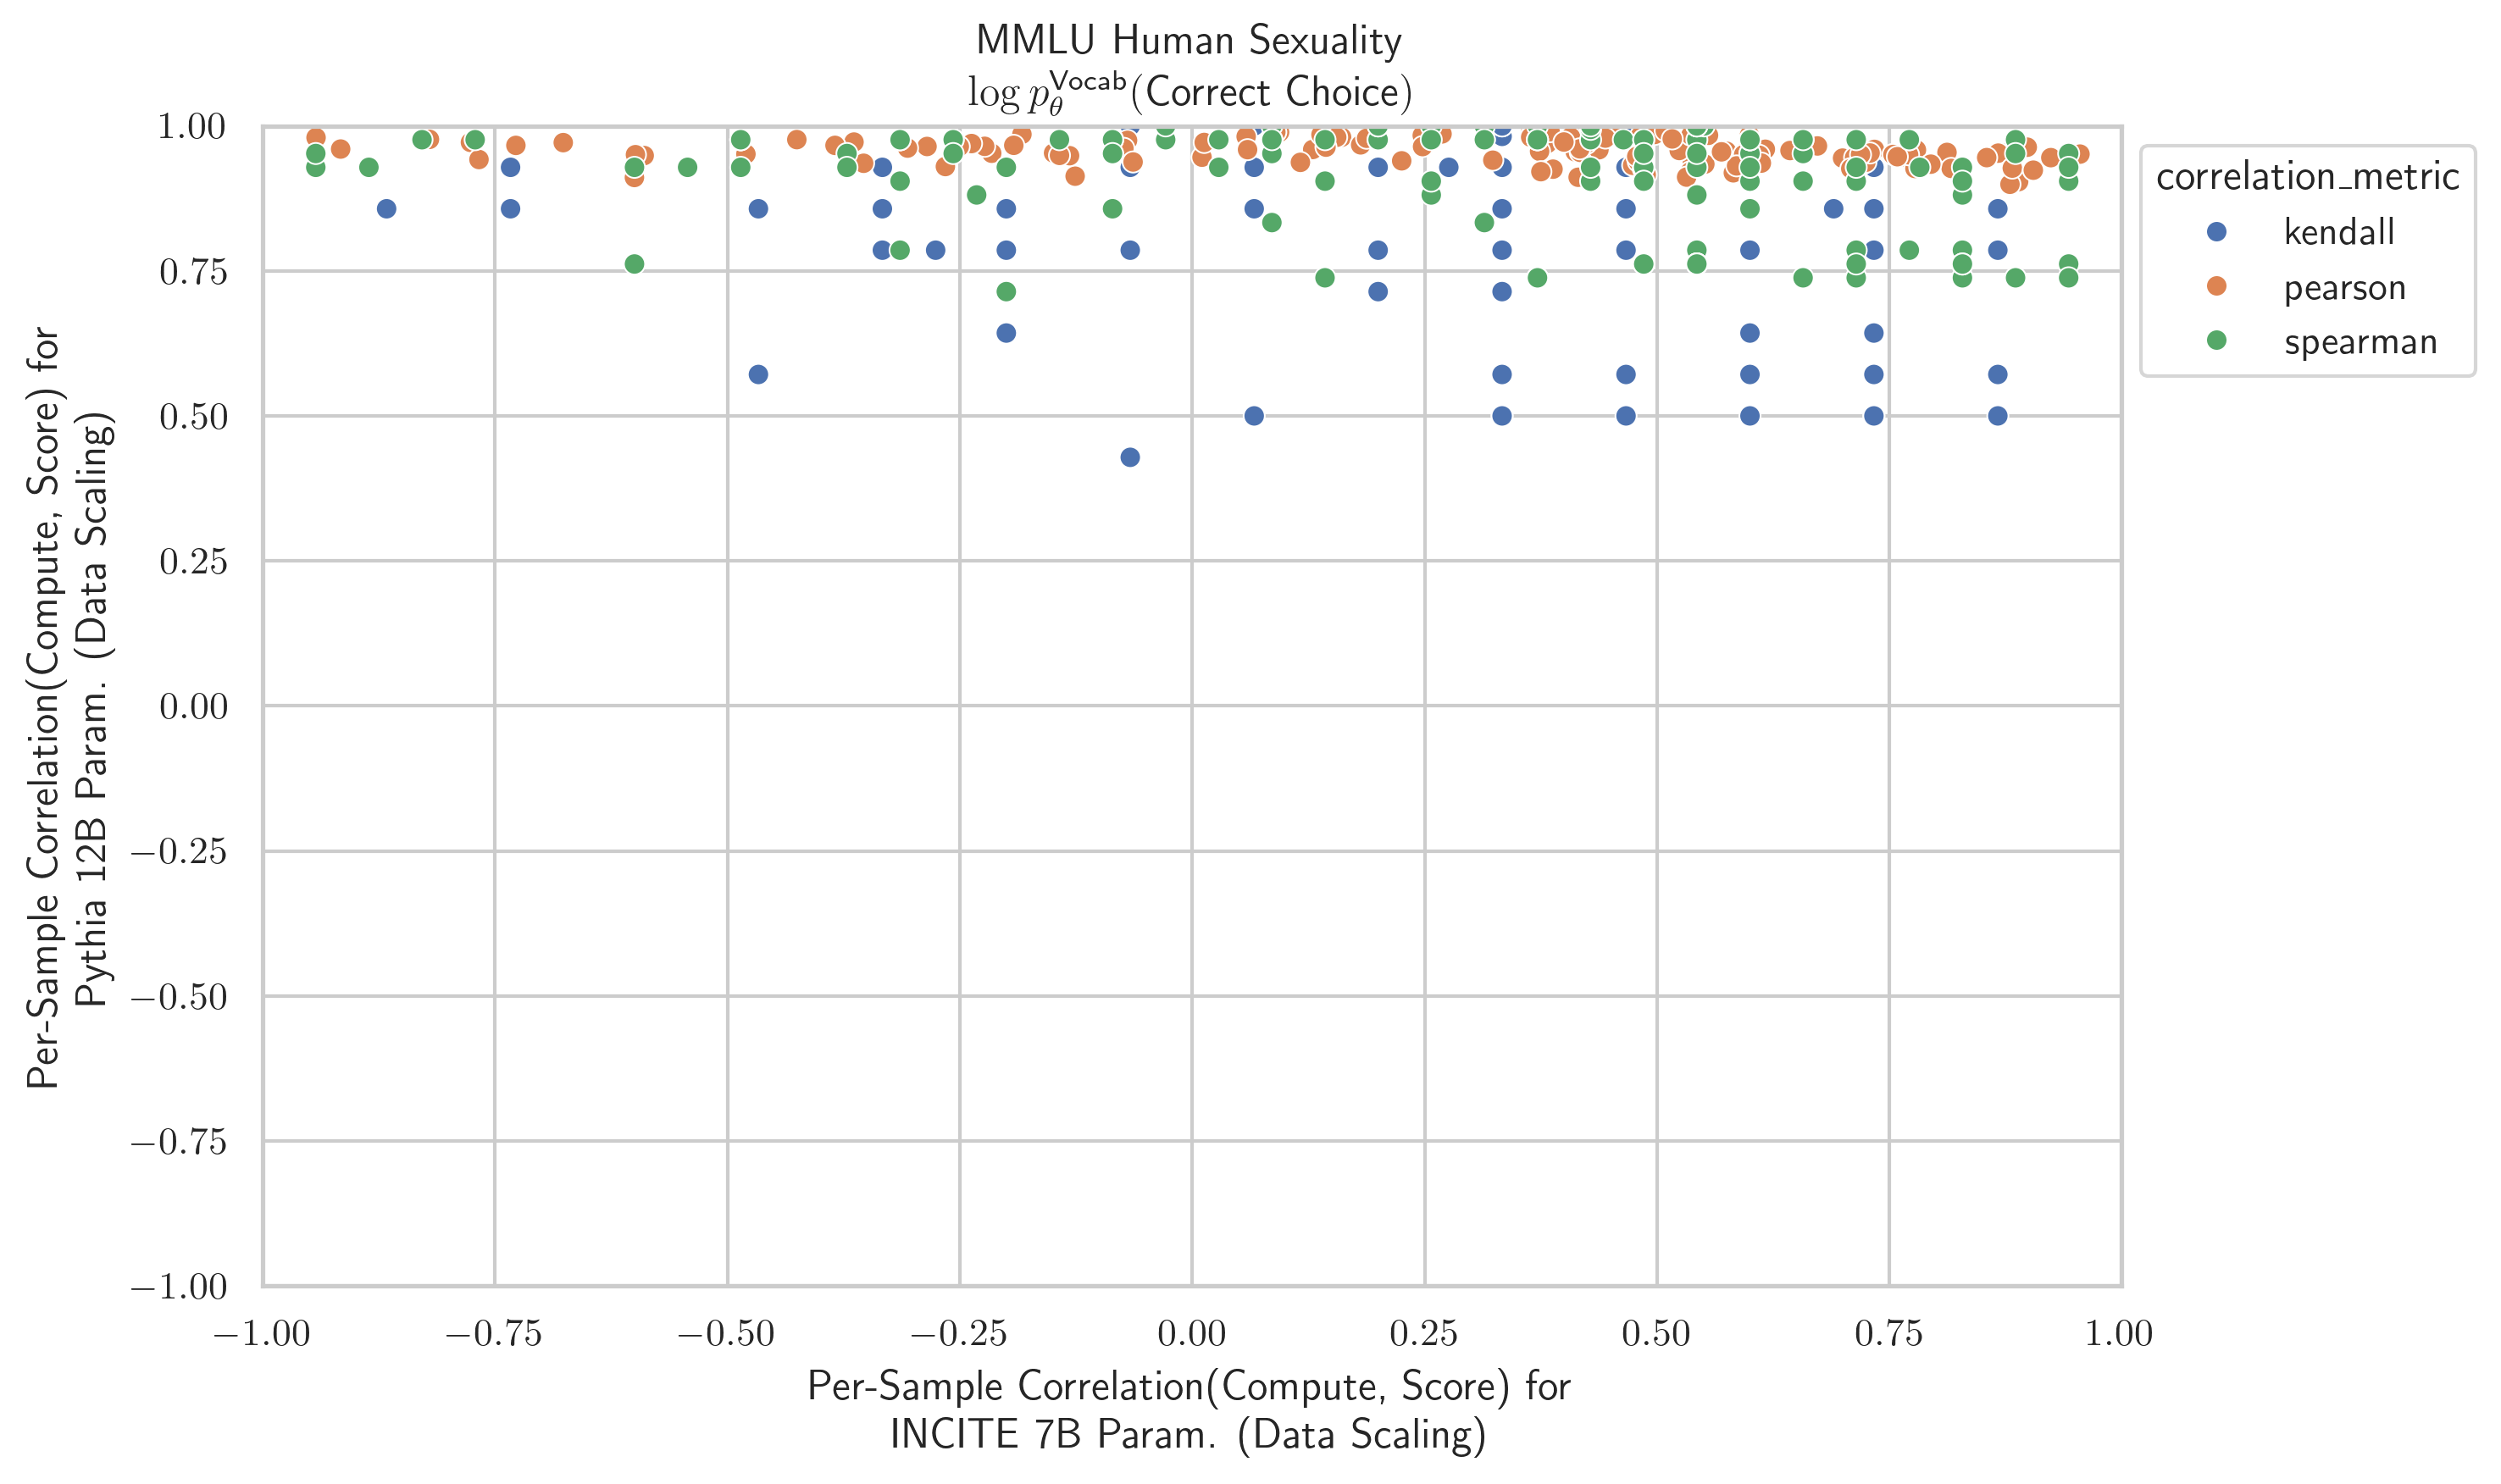 MMLU Human Sexuality
log p_θ^Vocab(Correct Choice)
1.00
0.75
0.50
0.25
0.00
−0.25
−0.50
−0.75
−1.00
Per-Sample Correlation(Compute, Score) for
Pythia 12B Param. (Data Scaling)
−1.00
−0.75
−0.50
−0.25
0.00
0.25
0.50
0.75
1.00
Per-Sample Correlation(Compute, Score) for
INCITE 7B Param. (Data Scaling)
correlation_metric
kendall
pearson
spearman